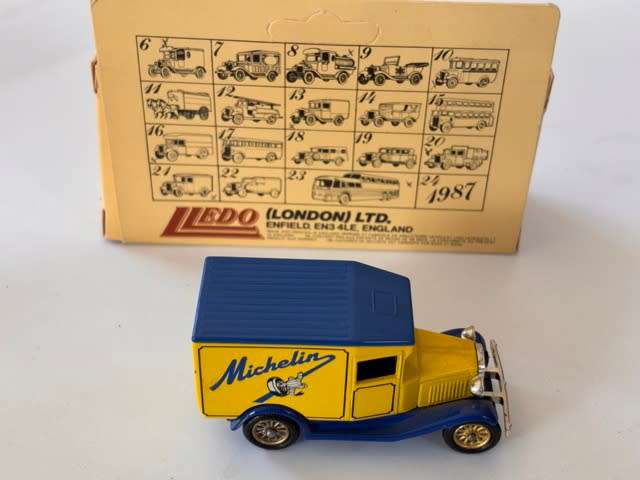 6 7 8 9 10
11 12 13 14 15
16 17 18 19 20
21 22 23 24 1987
LLEDO (LONDON) LTD.
ENFIELD, EN3 4LE, ENGLAND
Michelin